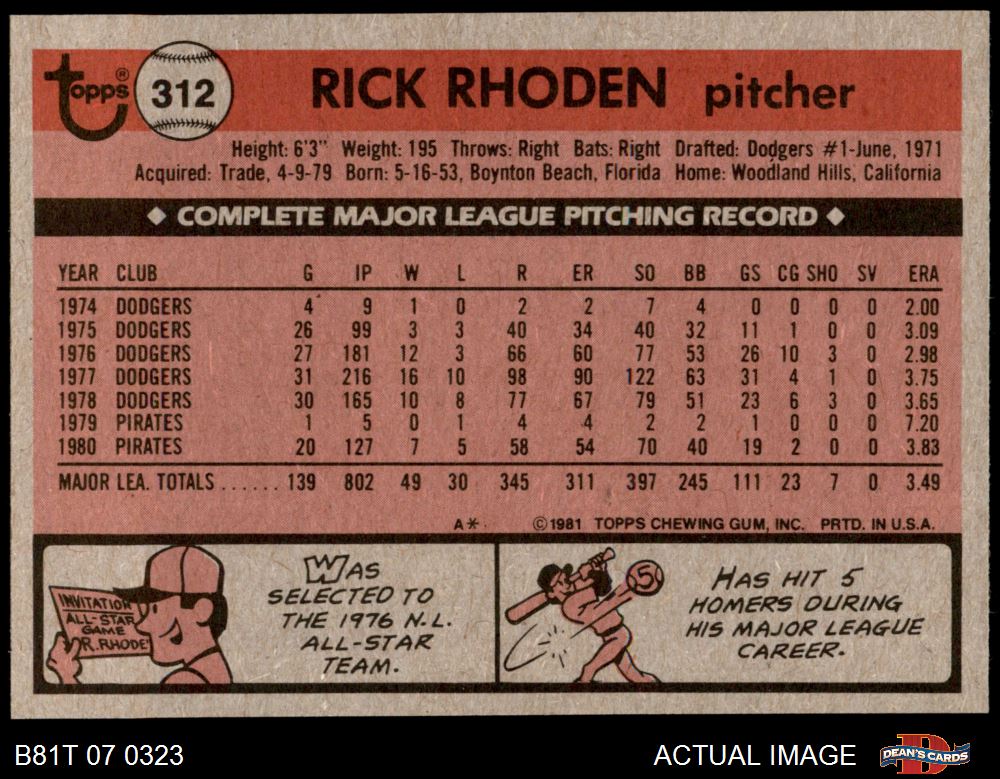 topps® 312 RICK RHODEN pitcher
Height: 6'3" Weight: 195 Throws: Right Bats: Right Drafted: Dodgers #1-June, 1971
Acquired: Trade, 4-9-79 Born: 5-16-53, Boynton Beach, Florida Home: Woodland Hills, California
◆ COMPLETE MAJOR LEAGUE PITCHING RECORD ◆
YEAR CLUB G IP W L R ER SO BB GS CG SHO SV ERA
1974 DODGERS 4 9 1 0 2 2 7 4 0 0 0 0 2.00
1975 DODGERS 26 99 3 3 40 34 40 32 11 1 0 0 3.09
1976 DODGERS 27 181 12 3 66 60 77 53 26 10 3 0 2.98
1977 DODGERS 31 216 16 10 98 90 122 63 31 4 1 0 3.75
1978 DODGERS 30 165 10 8 77 67 79 51 23 6 3 0 3.65
1979 PIRATES 1 5 0 1 4 4 2 2 1 0 0 0 7.20
1980 PIRATES 20 127 7 5 58 54 70 40 19 2 0 0 3.83
MAJOR LEA. TOTALS ...... 139 802 49 30 345 311 397 245 111 23 7 0 3.49
A* ©1981 TOPPS CHEWING GUM, INC. PRTD. IN U.S.A.
INVITATION
ALL-STAR
GAME
R.RHODE
WAS
SELECTED TO
THE 1976 N.L.
ALL-STAR
TEAM.
5
HAS HIT 5
HOMERS DURING
HIS MAJOR LEAGUE
CAREER.
B81T 07 0323 ACTUAL IMAGE DEAN'S CARDS